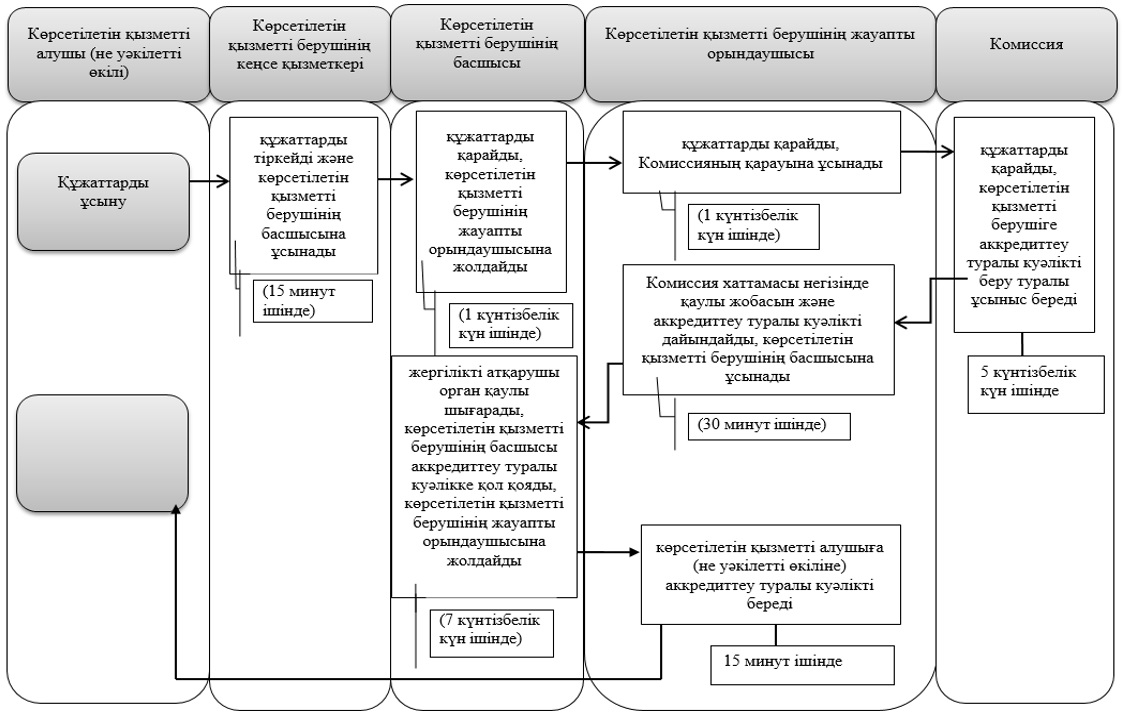 Көрсетілетін қызметті
алушы (не уәкілетті
өкілі)
Көрсетілетін
қызметті берушінің
кеңсе қызметкері
Көрсетілетін
қызметті берушінің
басшысы
Көрсетілетін қызметті берушінің жауапты
орындаушысы
Комиссия
Құжаттарды
ұсыну
құжаттарды
тіркейді және
көрсетілетін
қызметті
берушінің
басшысына
ұсынады
(15 минут
ішінде)
құжаттарды
қарайды,
көрсетілетін
қызметті
берушінің
жауапты
орындаушысына
жолдайды
(1 күнтізбелік
күн ішінде)
құжаттарды қарайды,
Комиссияның қарауына ұсынады
(1 күнтізбелік
күн ішінде)
құжаттарды
қарайды,
көрсетілетін
қызметті
берушіге
аккредиттеу
туралы куәлікті
беру туралы
ұсыныс береді
5 күнтізбелік
күн ішінде
Комиссия хаттамасы негізінде
қаулы жобасын және
аккредиттеу туралы куәлікті
дайындайды, көрсетілетін
қызметті берушінің басшысына
ұсынады
(30 минут ішінде)
жергілікті атқарушы
орган қаулы
шығарады,
көрсетілетін қызметті
берушінің басшысы
аккредиттеу туралы
куәлікке қол қояды,
көрсетілетін қызметті
берушінің жауапты
орындаушысына
жолдайды
(7 күнтізбелік
күн ішінде)
көрсетілетін қызметті алушыға
(не уәкілетті өкіліне)
аккредиттеу туралы куәлікті
береді
15 минут ішінде